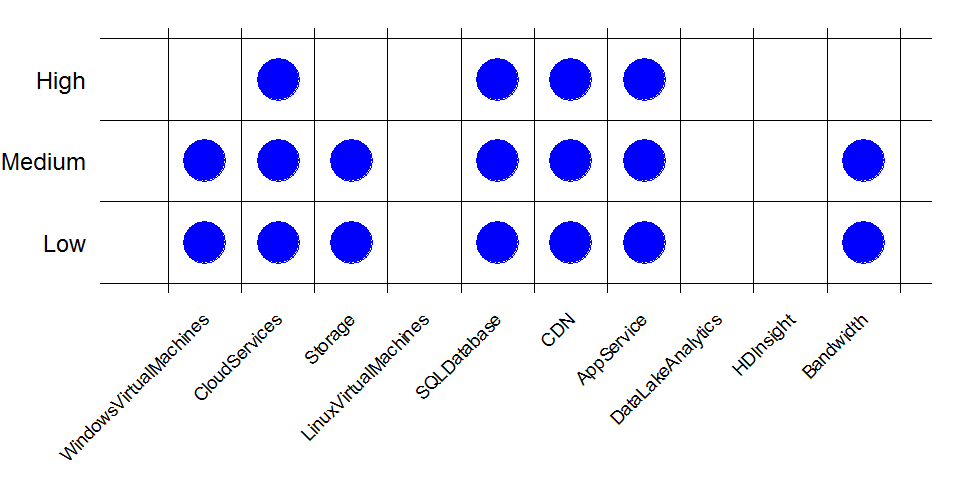 High
Medium
Low
WindowsVirtualMachines
CloudServices
Storage
LinuxVirtualMachines
SQLDatabase
CDN
AppService
DataLakeAnalytics
HDInsight
Bandwidth